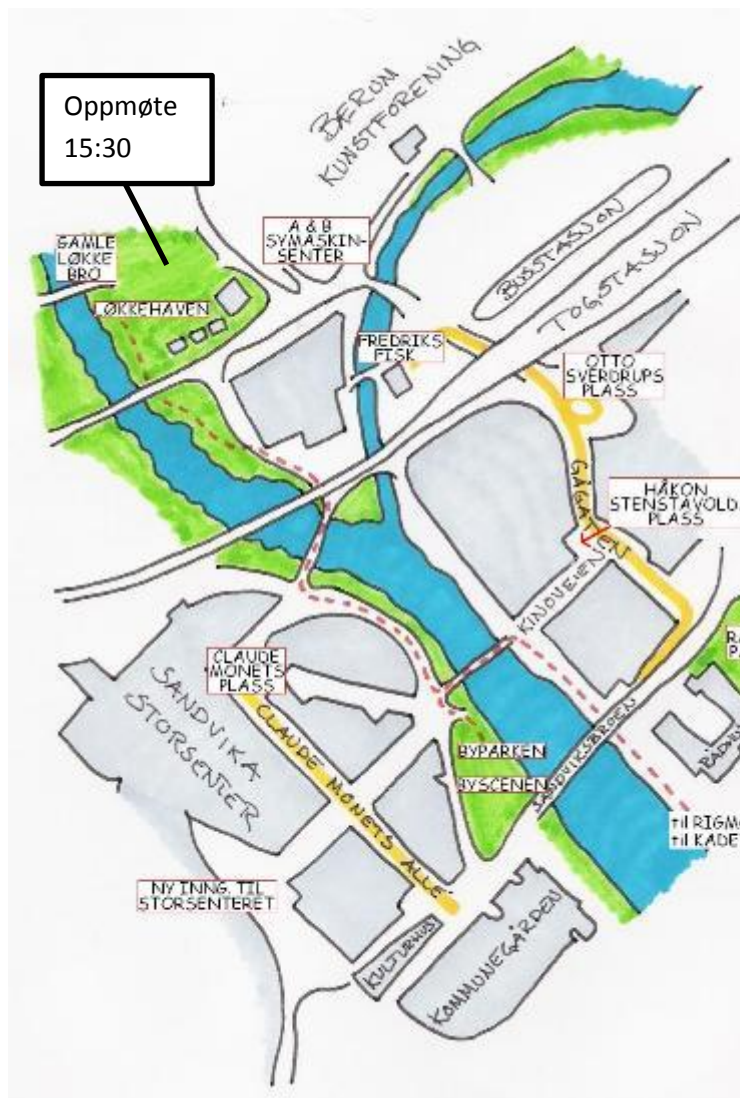 Oppmøte
15:30
BÆRUM
KUNSTFORENING
GAMLE
LØKKE
BRO
A & B
SYMASKIN-
SENTER
BUSSTASJON
TOGSTASJON
LØKKEHAVEN
FREDRIKS
FISK
OTTO
SVERDRUPS
PLASS
GÅGATEN
HÅKON
STENSTAVOLD
PLASS
KINOVEIEN
CLAUDE
MONETS
PLASS
SANDVIKA
STORSENTER
CLAUDE MONETS ALLÉ
BYPARKEN
BYSCENEN
SANDVIKSBROEN
til
til KADE
NY INNG. TIL
STORSENTERET
KULTURHUS
KOMMUNEGÅRDEN